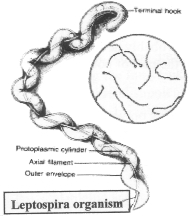 Terminal hook
Protoplasmic cylinder
Axial filament
Outer envelope
Leptospira organism